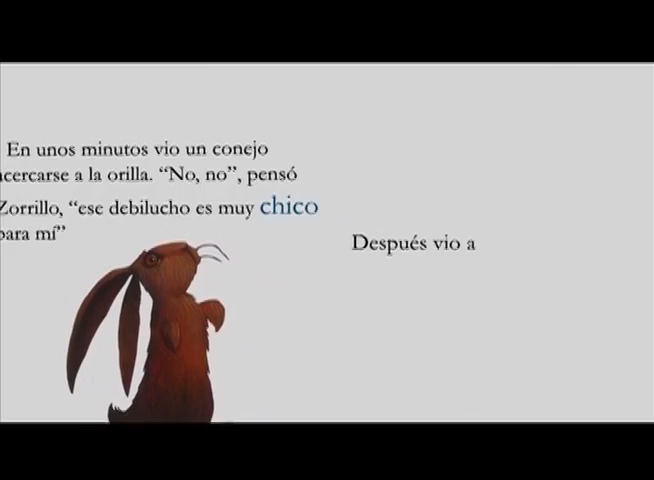 En unos minutos vio un conejo
acercarse a la orilla. “No, no”, pensó
Zorrillo, “ese debilucho es muy chico
para mí”
Después vio a